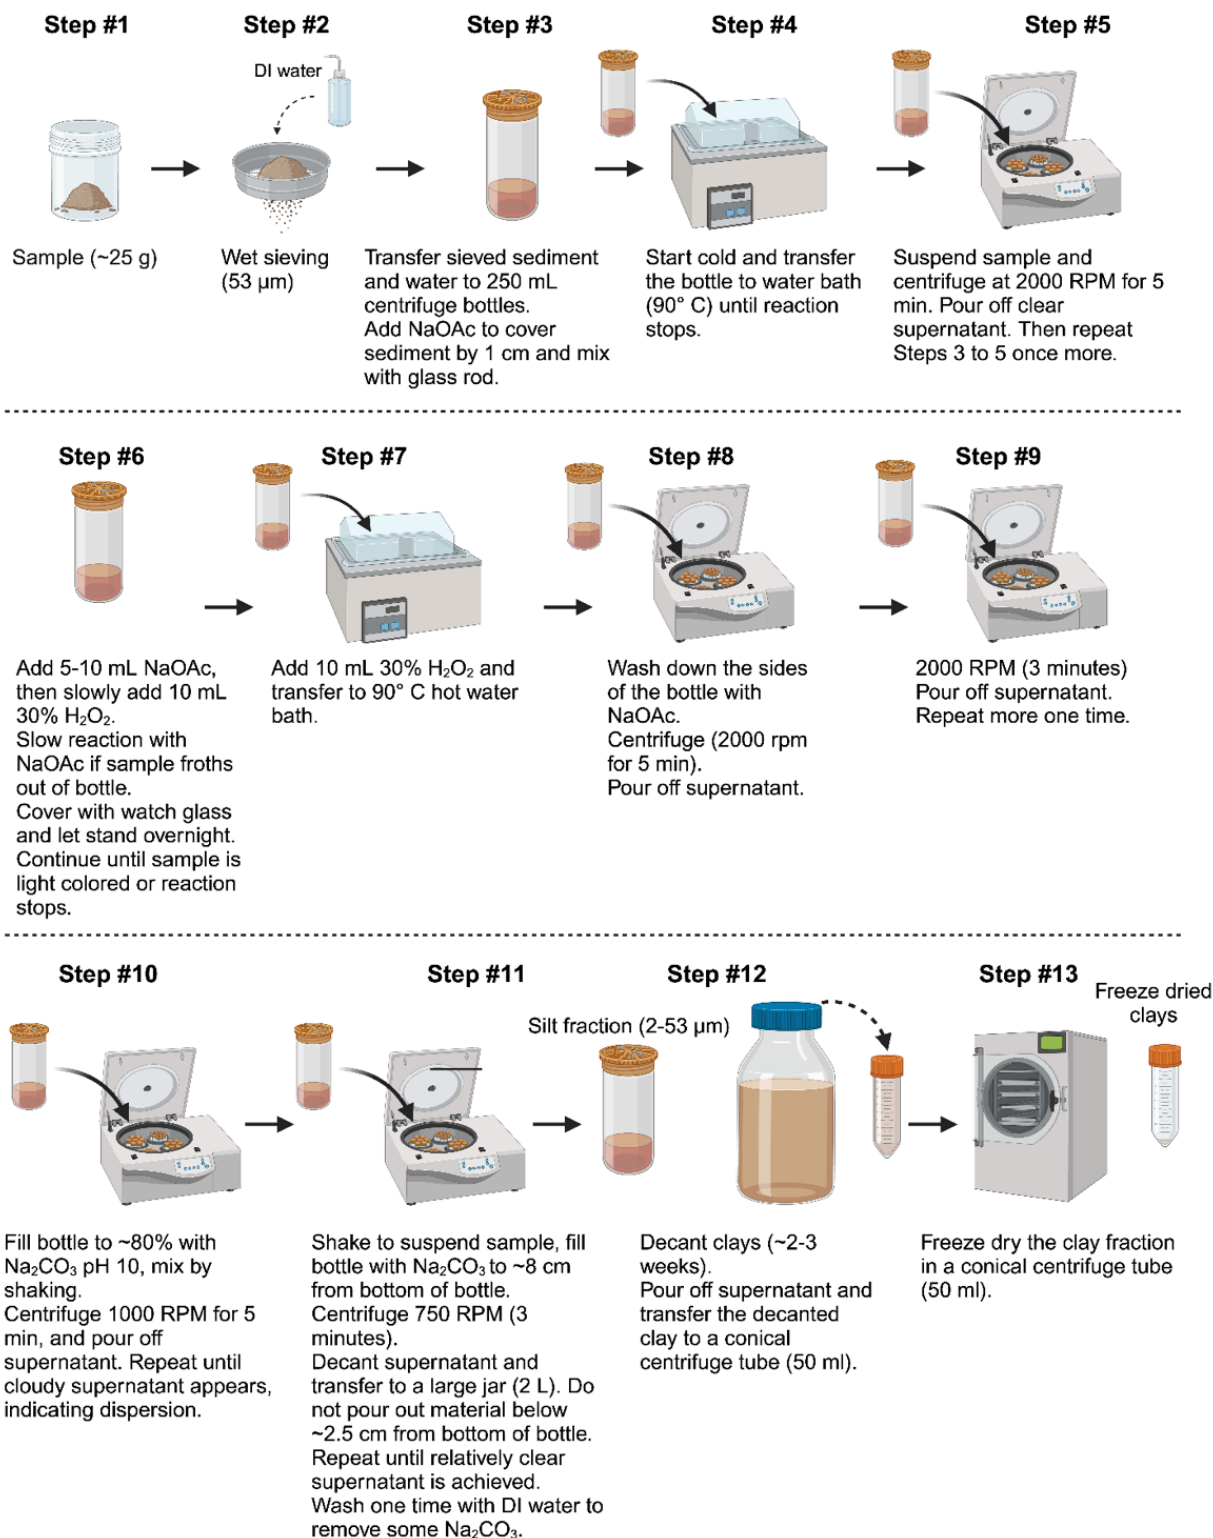 Step #1
Step #2
Step #3
Step #4
Step #5
DI water
Sample (~25 g)
Wet sieving
(53 µm)
Transfer sieved sediment
and water to 250 mL
centrifuge bottles.
Add NaOAc to cover
sediment by 1 cm and mix
with glass rod.
Start cold and transfer
the bottle to water bath
(90° C) until reaction
stops.
Suspend sample and
centrifuge at 2000 RPM for 5
min. Pour off clear
supernatant. Then repeat
Steps 3 to 5 once more.
Step #6
Step #7
Step #8
Step #9
Add 5-10 mL NaOAc,
then slowly add 10 mL
30% H₂O₂.
Slow reaction with
NaOAc if sample froths
out of bottle.
Cover with watch glass
and let stand overnight.
Continue until sample is
light colored or reaction
stops.
Add 10 mL 30% H₂O₂ and
transfer to 90° C hot water
bath.
Wash down the sides
of the bottle with
NaOAc.
Centrifuge (2000 rpm
for 5 min).
Pour off supernatant.
2000 RPM (3 minutes)
Pour off supernatant.
Repeat more one time.
Step #10
Step #11
Step #12
Step #13
Silt fraction (2-53 µm)
Freeze dried
clays
Fill bottle to ~80% with
Na₂CO₃ pH 10, mix by
shaking.
Centrifuge 1000 RPM for 5
min, and pour off
supernatant. Repeat until
cloudy supernatant appears,
indicating dispersion.
Shake to suspend sample, fill
bottle with Na₂CO₃ to ~8 cm
from bottom of bottle.
Centrifuge 750 RPM (3
minutes).
Decant supernatant and
transfer to a large jar (2 L). Do
not pour out material below
~2.5 cm from bottom of bottle.
Repeat until relatively clear
supernatant is achieved.
Wash one time with DI water to
remove some Na₂CO₃.
Decant clays (~2-3
weeks).
Pour off supernatant and
transfer the decanted
clay to a conical
centrifuge tube (50 ml).
Freeze dry the clay fraction
in a conical centrifuge tube
(50 ml).